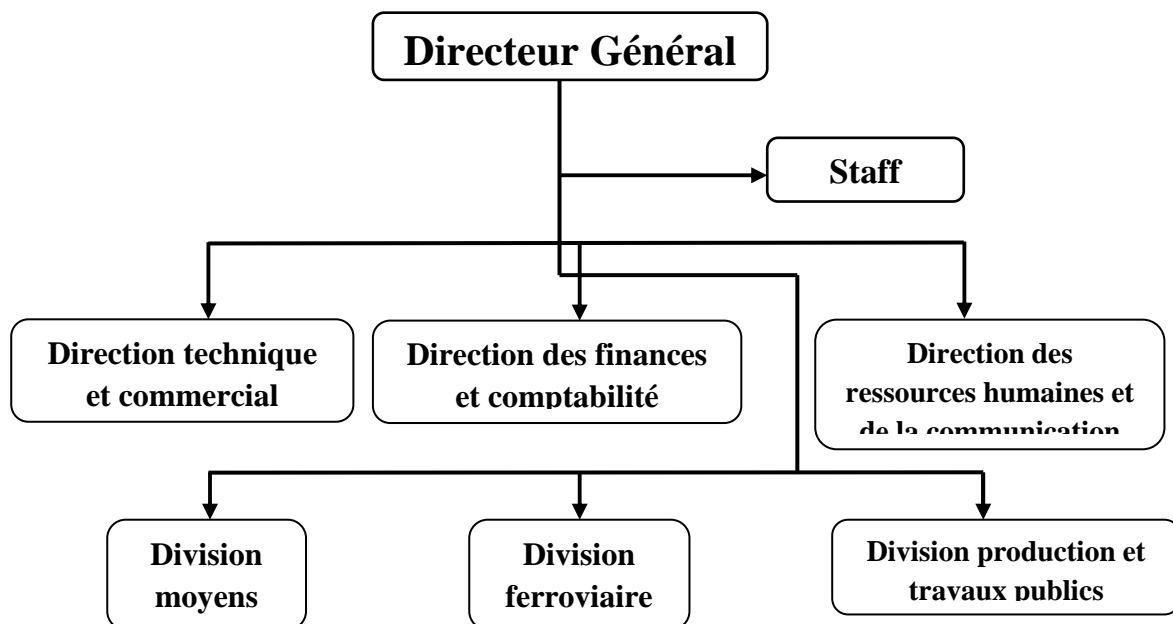 Directeur Général
Staff
Direction technique
et commercial
Direction des finances
et comptabilité
Direction des
ressources humaines et
de la communication
Division
moyens
Division
ferroviaire
Division production et
travaux publics